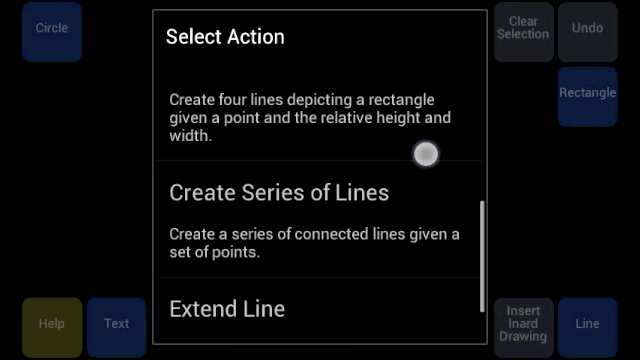 Circle
Select Action
Clear
Selection
Undo
Rectangle
Create four lines depicting a rectangle
given a point and the relative height and
width.
Create Series of Lines
Create a series of connected lines given a
set of points.
Extend Line
Help
Text
Insert
Inard
Drawing
Line